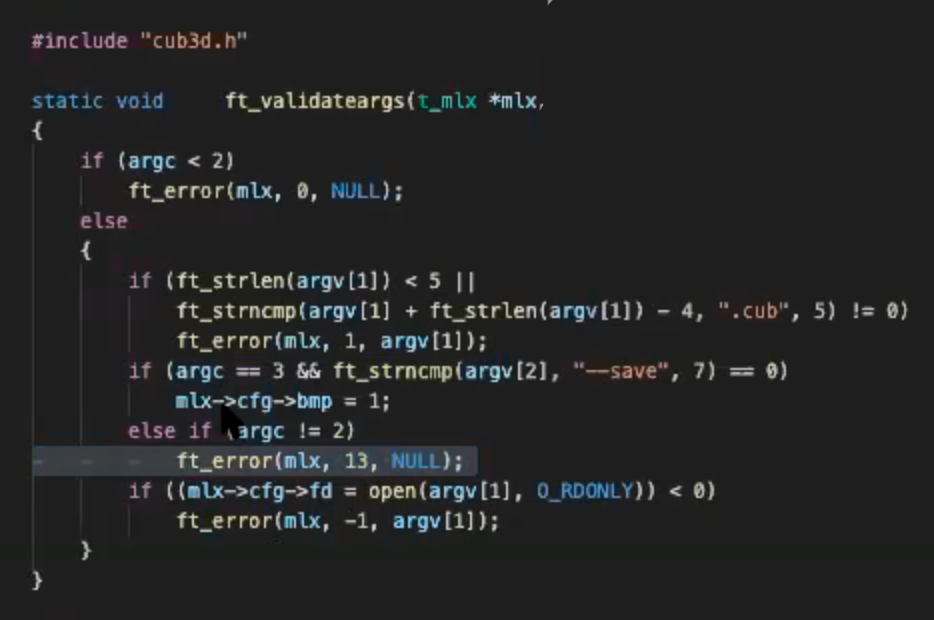 #include "cub3d.h"
static void ft_validateargs(t_mlx *mlx,
{
if (argc < 2)
ft_error(mlx, 0, NULL);
else
{
if (ft_strlen(argv[1]) < 5 ||
ft_strncmp(argv[1] + ft_strlen(argv[1]) - 4, ".cub", 5) != 0)
ft_error(mlx, 1, argv[1]);
if (argc == 3 && ft_strncmp(argv[2], "--save", 7) == 0)
mlx->cfg->bmp = 1;
else if (argc != 2)
ft_error(mlx, 13, NULL);
if ((mlx->cfg->fd = open(argv[1], O_RDONLY)) < 0)
ft_error(mlx, -1, argv[1]);
}
}